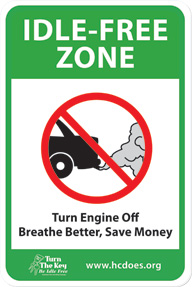 IDLE-FREE
ZONE
Turn Engine Off
Breathe Better, Save Money
Turn
The Key
Be Idle Free
www.hcdoes.org